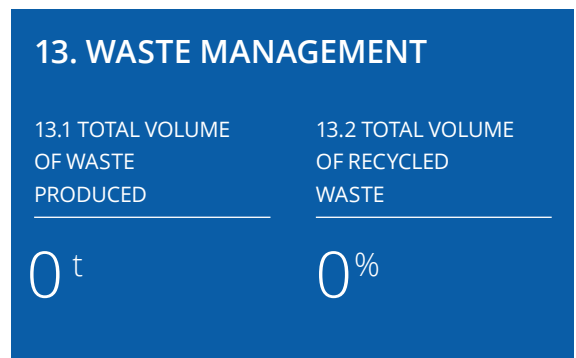 13. WASTE MANAGEMENT
13.1 TOTAL VOLUME
OF WASTE
PRODUCED
0 t
13.2 TOTAL VOLUME
OF RECYCLED
WASTE
0%